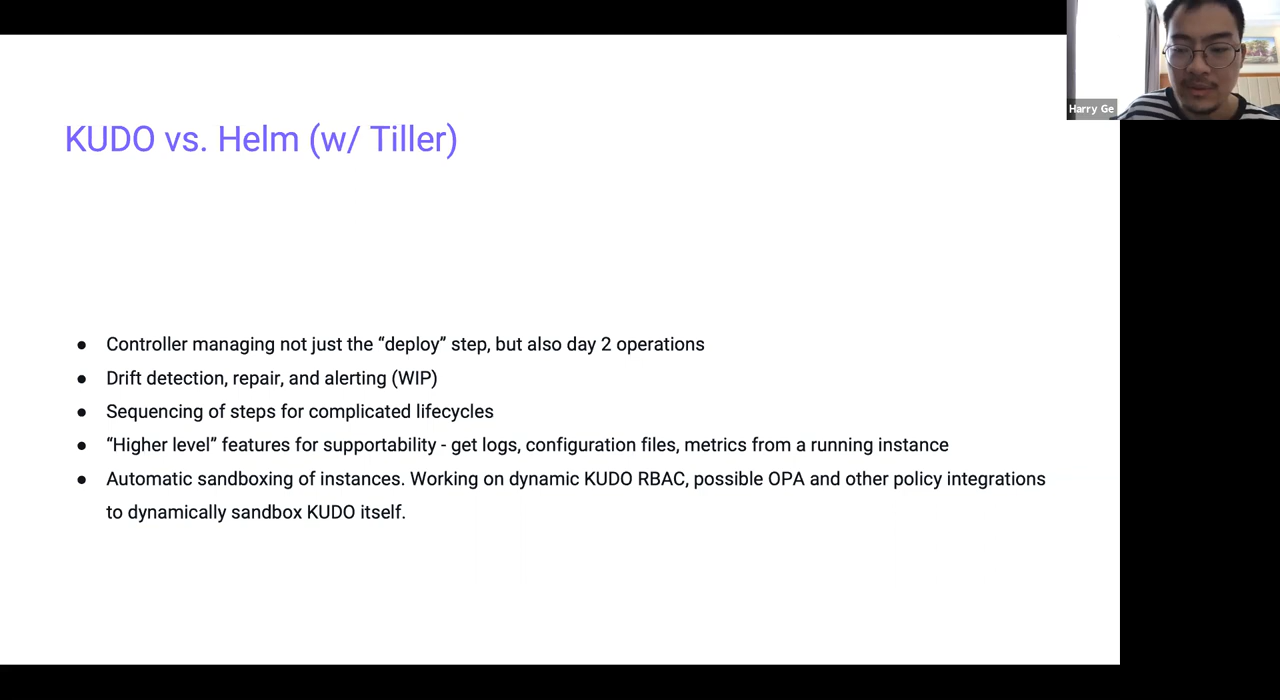 Harry Ge
KUDO vs. Helm (w/ Tiller)
● Controller managing not just the “deploy” step, but also day 2 operations
● Drift detection, repair, and alerting (WIP)
● Sequencing of steps for complicated lifecycles
● “Higher level” features for supportability - get logs, configuration files, metrics from a running instance
● Automatic sandboxing of instances. Working on dynamic KUDO RBAC, possible OPA and other policy integrations
to dynamically sandbox KUDO itself.